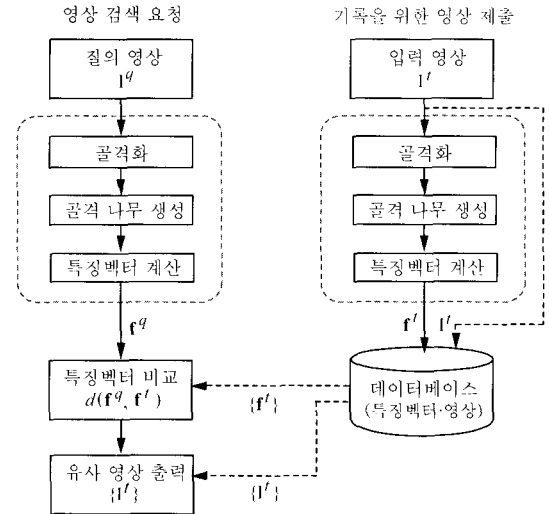 영상 검색 요청
질의 영상
I^q
골격화
골격 나무 생성
특징벡터 계산
f^q
특징벡터 비교
d(f^q, f^t)
유사 영상 출력
{I^t}
기록을 위한 영상 제출
입력 영상
I^t
골격화
골격 나무 생성
특징벡터 계산
f^t
I^t
데이터베이스
(특징벡터·영상)
{f^t}
{I^t}